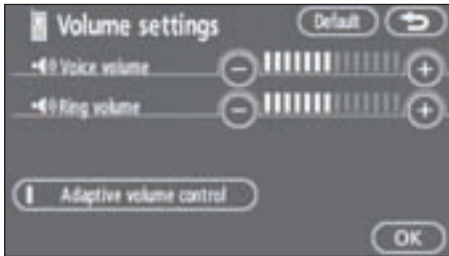 Volume settings
Default
Voice volume
Ring volume
Adaptive volume control
OK